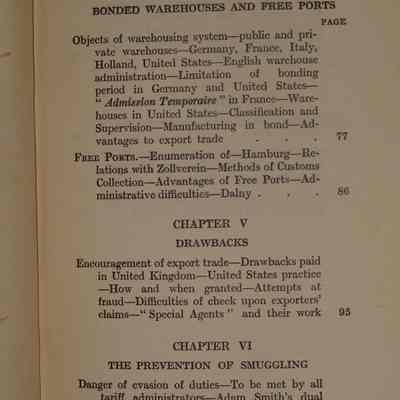 BONDED WAREHOUSES AND FREE PORTS
PAGE
Objects of warehousing system—public and pri-
vate warehouses—Germany, France, Italy,
Holland, United States—English warehouse
administration—Limitation of bonding
period in Germany and United States—
“ Admission Temporaire ” in France—Ware-
houses in United States—Classification and
Supervision—Manufacturing in bond—Ad-
vantages to export trade . . . 77
FREE PORTS.—Enumeration of—Hamburg—Re-
lations with Zollverein—Methods of Customs
Collection—Advantages of Free Ports—Ad-
ministrative difficulties—Dalny . . . 86
CHAPTER V
DRAWBACKS
Encouragement of export trade—Drawbacks paid
in United Kingdom—United States practice
—How and when granted—Attempts at
fraud—Difficulties of check upon exporters’
claims—“ Special Agents ” and their work 95
CHAPTER VI
THE PREVENTION OF SMUGGLING
Danger of evasion of duties—To be met by all
tariff administrators—Adam Smith’s dual